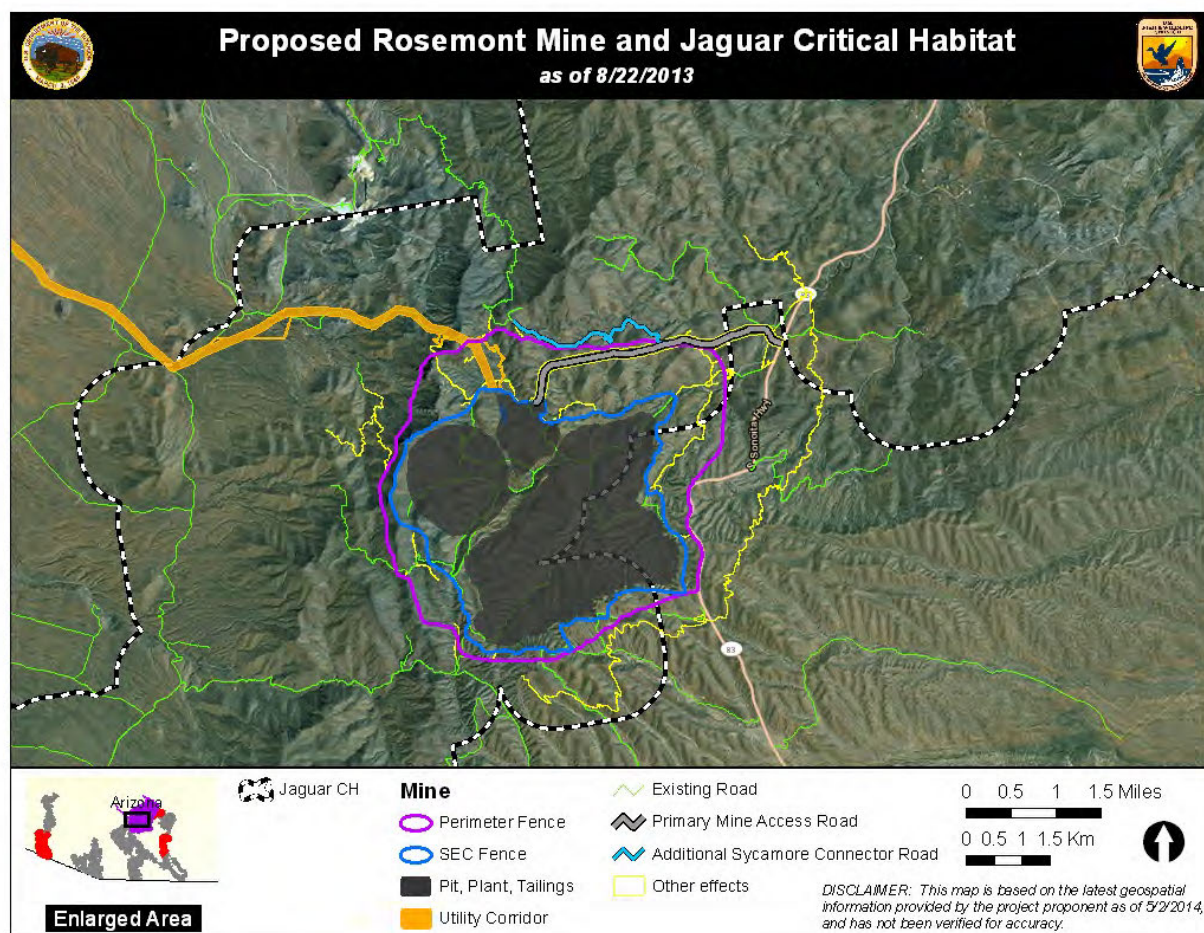 Proposed Rosemont Mine and Jaguar Critical Habitat
as of 8/22/2013
83
S Sonoita Hwy
83
Arizona
Enlarged Area
Jaguar CH
Mine
Perimeter Fence
SEC Fence
Pit, Plant, Tailings
Utility Corridor
Existing Road
Primary Mine Access Road
Additional Sycamore Connector Road
Other effects
0 0.5 1 1.5 Miles
0 0.5 1 1.5 Km
DISCLAIMER: This map is based on the latest geospatial
information provided by the project proponent as of 5/2/2014,
and has not been verified for accuracy.